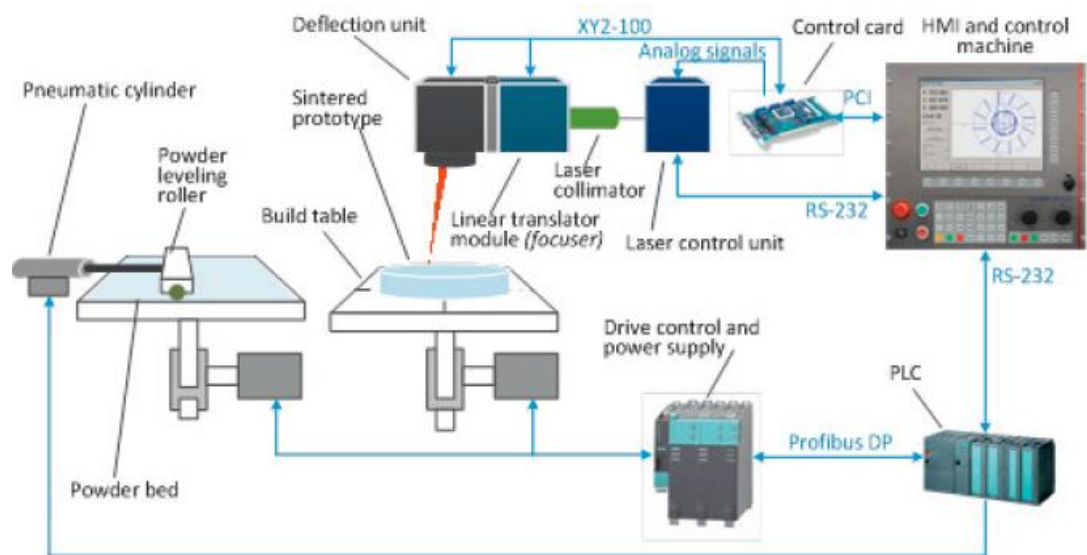 Deflection unit
XY2-100
Analog signals
Control card
HMI and control
machine
Pneumatic cylinder
Sintered
prototype
PCI
Powder
leveling
roller
Laser
collimator
Build table
Linear translator
module (focuser)
Laser control unit
RS-232
RS-232
Drive control and
power supply
PLC
Profibus DP
Powder bed